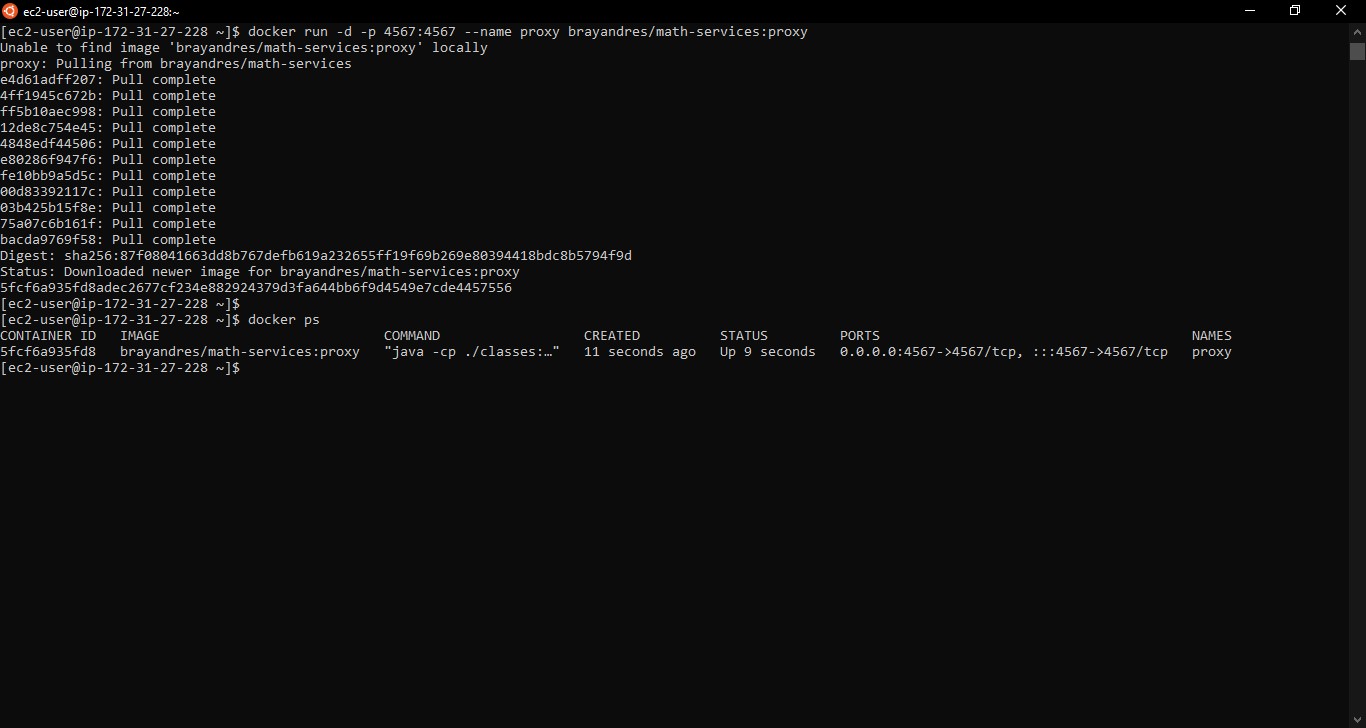 ec2-user@ip-172-31-27-228:~
[ec2-user@ip-172-31-27-228 ~]$ docker run -d -p 4567:4567 --name proxy brayandres/math-services:proxy
Unable to find image 'brayandres/math-services:proxy' locally
proxy: Pulling from brayandres/math-services
e4d61adff207: Pull complete
4ff1945c672b: Pull complete
ff5b10aec998: Pull complete
12de8c754e45: Pull complete
4848edf44506: Pull complete
e80286f947f6: Pull complete
fe10bb9a5d5c: Pull complete
00d83392117c: Pull complete
03b425b15f8e: Pull complete
75a07c6b161f: Pull complete
bacda9769f58: Pull complete
Digest: sha256:87f08041663dd8b767defb619a232655ff19f69b269e80394418bdc8b5794f9d
Status: Downloaded newer image for brayandres/math-services:proxy
5fcf6a935fd8adec2677cf234e882924379d3fa644bb6f9d4549e7cde4457556
[ec2-user@ip-172-31-27-228 ~]$
[ec2-user@ip-172-31-27-228 ~]$ docker ps
CONTAINER ID   IMAGE                            COMMAND                  CREATED          STATUS         PORTS                                       NAMES
5fcf6a935fd8   brayandres/math-services:proxy   "java -cp ./classes:…"   11 seconds ago   Up 9 seconds   0.0.0.0:4567->4567/tcp, :::4567->4567/tcp   proxy
[ec2-user@ip-172-31-27-228 ~]$